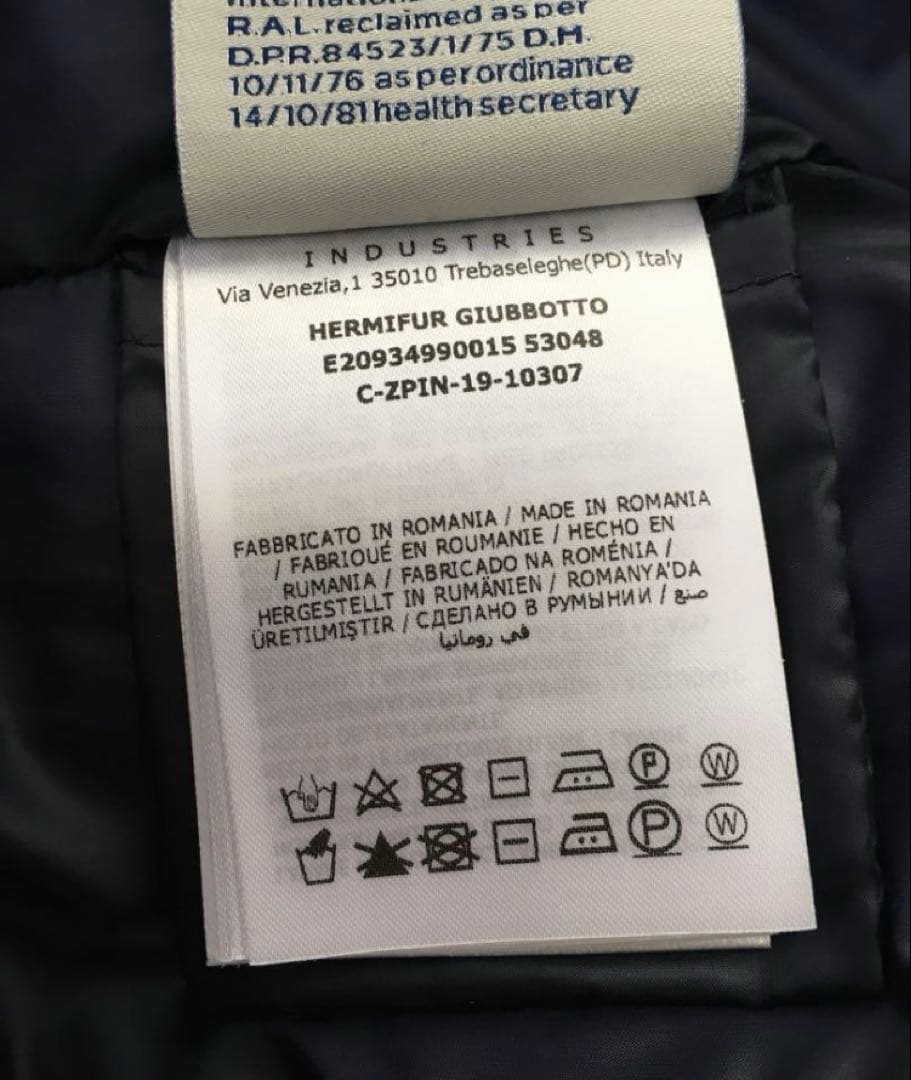 R.A.L. reclaimed as per
D.P.R.84523/1/75 D.M.
10/11/76 as per ordinance
14/10/81 health secretary
INDUSTRIES
Via Venezia,1 35010 Trebaseleghe(PD) Italy
HERMIFUR GIUBBOTTO
E20934990015 53048
C-ZPIN-19-10307
FABBRICATO IN ROMANIA / MADE IN ROMANIA
/ FABRIQUÉ EN ROUMANIE / HECHO EN
RUMANIA / FABRICADO NA ROMÉNIA /
HERGESTELLT IN RUMÄNIEN / ROMANYA'DA
ÜRETILMIŞTIR / СДЕЛАНО В РУМЫНИИ / صنع
في رومانيا
P W
P W